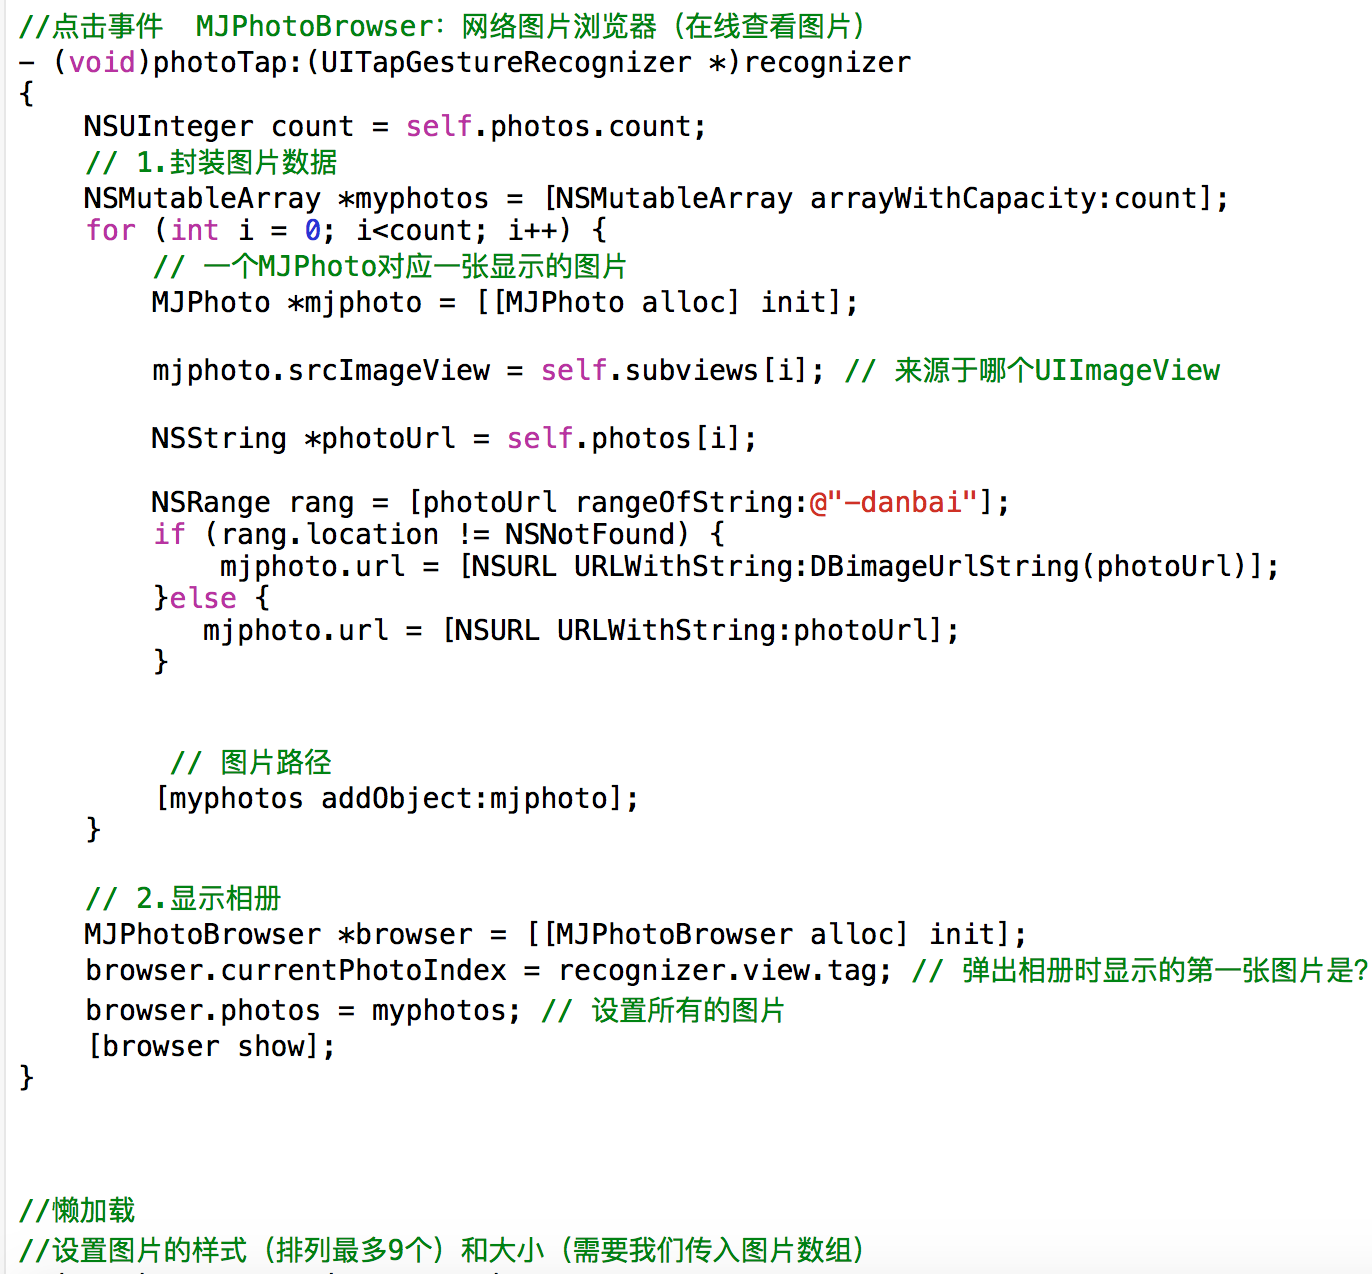 //点击事件  MJPhotoBrowser：网络图片浏览器（在线查看图片）
- (void)photoTap:(UITapGestureRecognizer *)recognizer
{
    NSUInteger count = self.photos.count;
    // 1.封装图片数据
    NSMutableArray *myphotos = [NSMutableArray arrayWithCapacity:count];
    for (int i = 0; i<count; i++) {
        // 一个MJPhoto对应一张显示的图片
        MJPhoto *mjphoto = [[MJPhoto alloc] init];
        mjphoto.srcImageView = self.subviews[i]; // 来源于哪个UIImageView
        NSString *photoUrl = self.photos[i];
        NSRange rang = [photoUrl rangeOfString:@"-danbai"];
        if (rang.location != NSNotFound) {
            mjphoto.url = [NSURL URLWithString:DBimageUrlString(photoUrl)];
        }else {
           mjphoto.url = [NSURL URLWithString:photoUrl];
        }
         // 图片路径
        [myphotos addObject:mjphoto];
    }
    // 2.显示相册
    MJPhotoBrowser *browser = [[MJPhotoBrowser alloc] init];
    browser.currentPhotoIndex = recognizer.view.tag; // 弹出相册时显示的第一张图片是?
    browser.photos = myphotos; // 设置所有的图片
    [browser show];
}
//懒加载
//设置图片的样式（排列最多9个）和大小（需要我们传入图片数组）